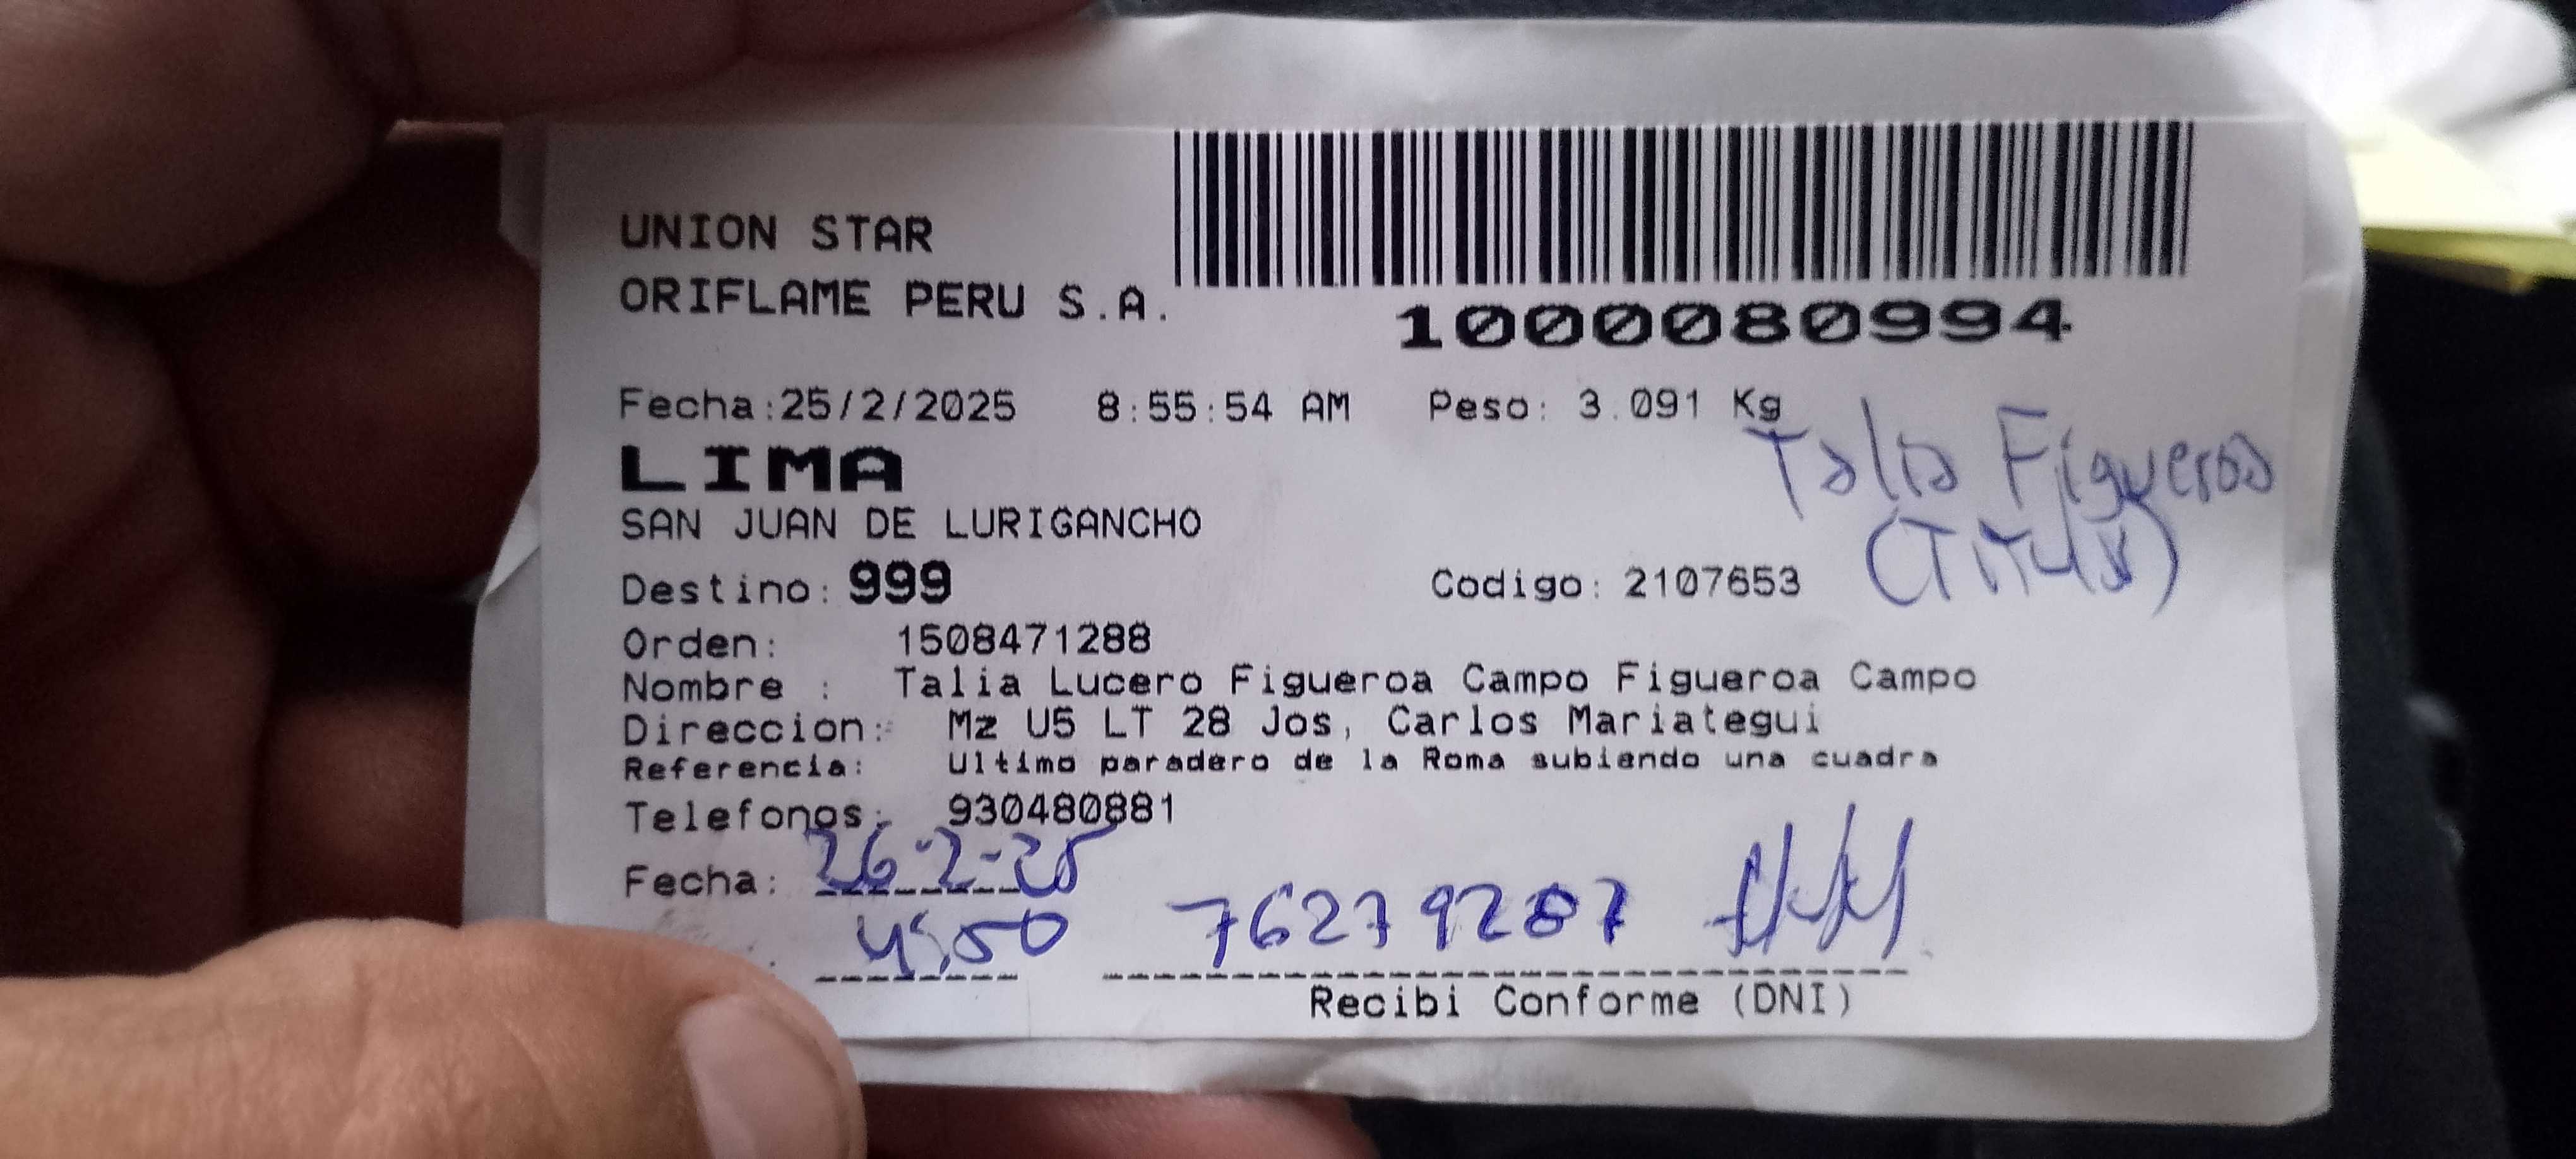 UNION STAR
ORIFLAME PERU S.A.
1000080994
Fecha:25/2/2025 8:55:54 AM Peso: 3.091 Kg
LIMA
Talia Figueroa
SAN JUAN DE LURIGANCHO
(Titular)
Destino: 999 Codigo: 2107653
Orden: 1508471288
Nombre : Talia Lucero Figueroa Campo Figueroa Campo
Direccion: Mz U5 LT 28 Jos, Carlos Mariategui
Referencia: Ultimo paradero de la Roma subiendo una cuadra
Telefonos: 930480881
Fecha: 26-2-25
76279287
Recibi Conforme (DNI)